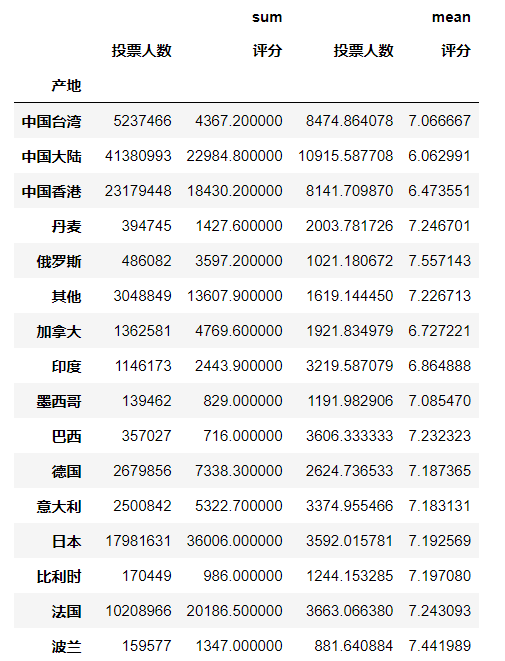 sum mean
投票人数 评分 投票人数 评分
产地
中国台湾 5237466 4367.200000 8474.864078 7.066667
中国大陆 41380993 22984.800000 10915.587708 6.062991
中国香港 23179448 18430.200000 8141.709870 6.473551
丹麦 394745 1427.600000 2003.781726 7.246701
俄罗斯 486082 3597.200000 1021.180672 7.557143
其他 3048849 13607.900000 1619.144450 7.226713
加拿大 1362581 4769.600000 1921.834979 6.727221
印度 1146173 2443.900000 3219.587079 6.864888
墨西哥 139462 829.000000 1191.982906 7.085470
巴西 357027 716.000000 3606.333333 7.232323
德国 2679856 7338.300000 2624.736533 7.187365
意大利 2500842 5322.700000 3374.955466 7.183131
日本 17981631 36006.000000 3592.015781 7.192569
比利时 170449 986.000000 1244.153285 7.197080
法国 10208966 20186.500000 3663.066380 7.243093
波兰 159577 1347.000000 881.640884 7.441989